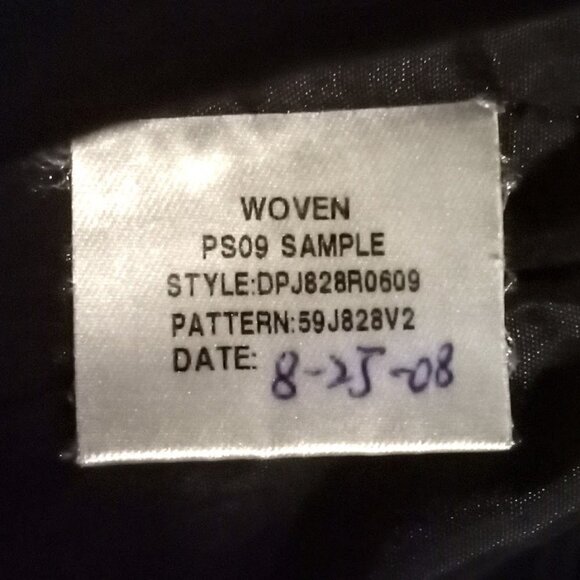 WOVEN
PS09 SAMPLE
STYLE:DPJ828R0609
PATTERN:59J828V2
DATE: 8-25-08